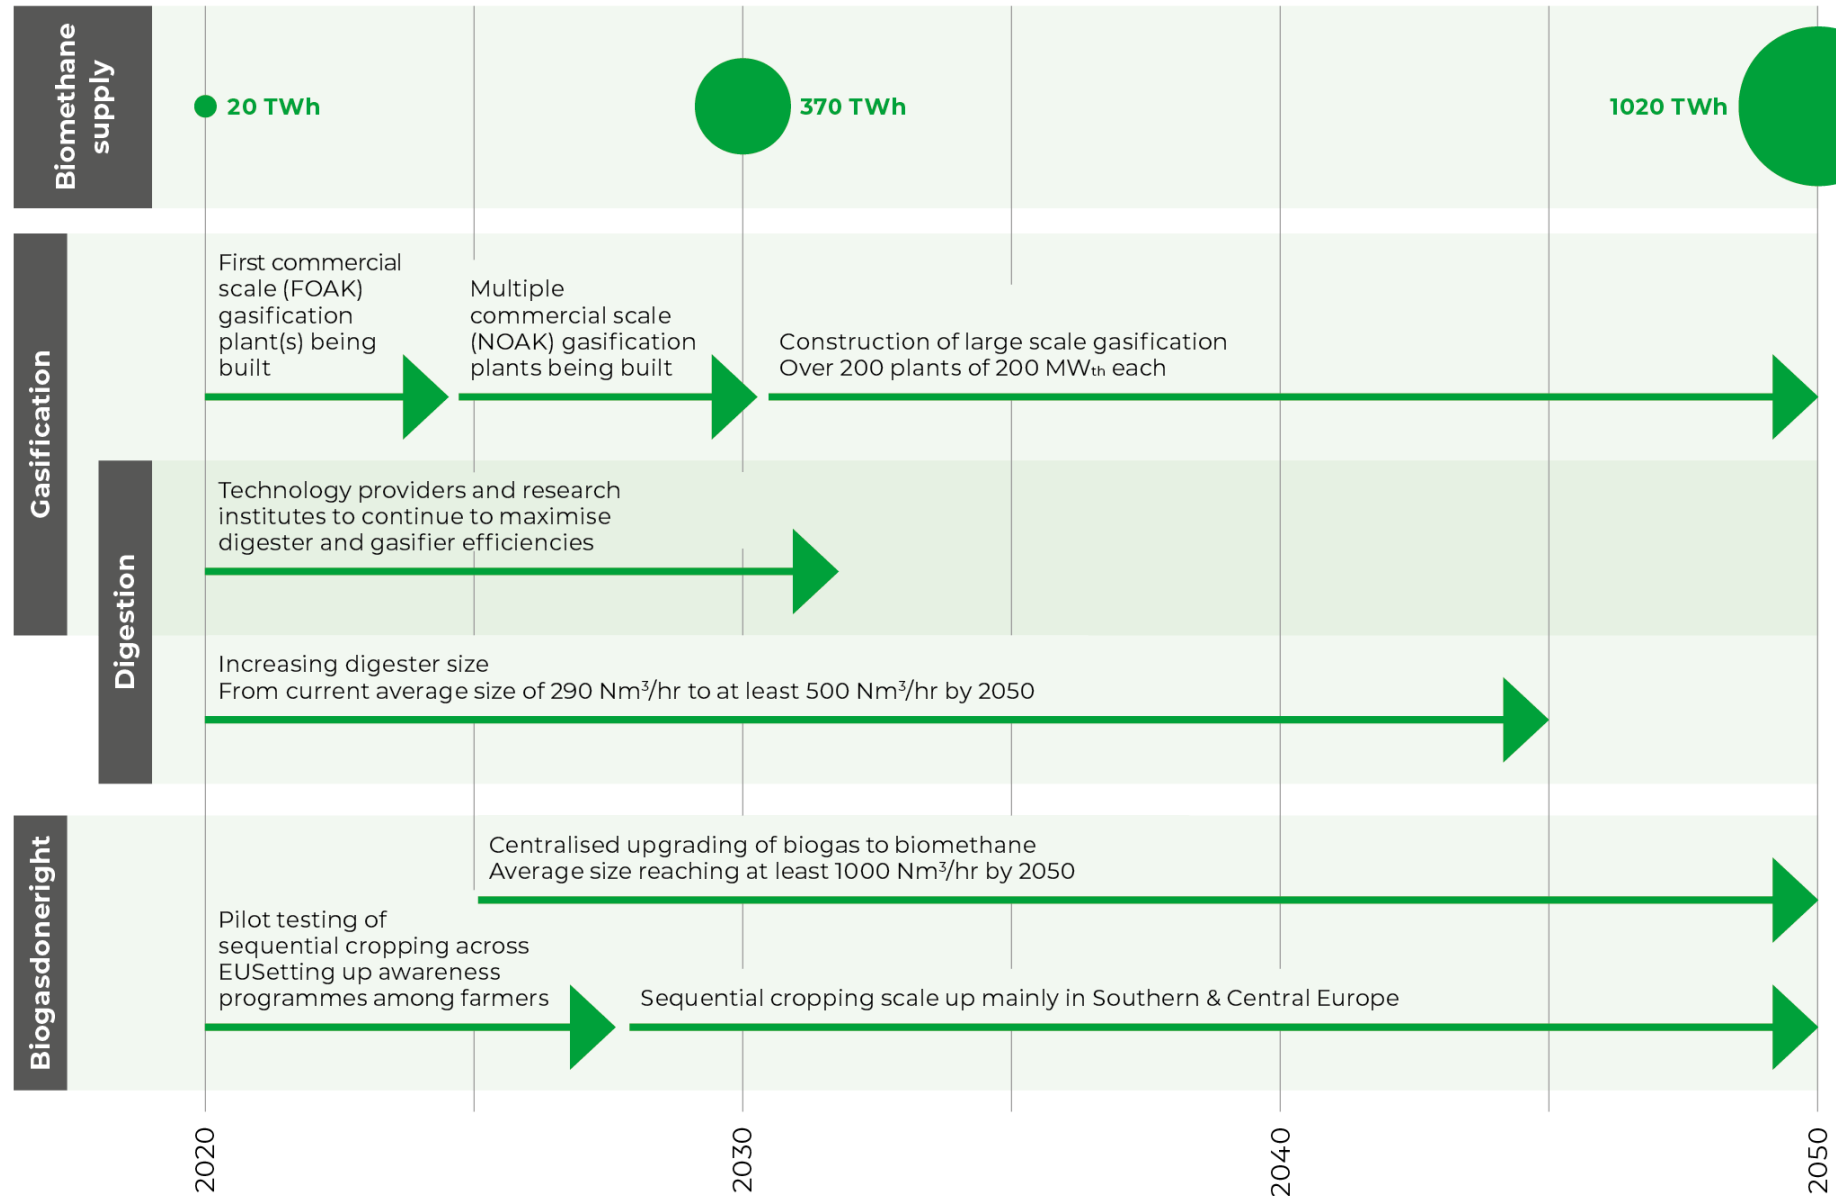 Biomethane
supply
20 TWh
370 TWh
1020 TWh
Gasification
First commercial
scale (FOAK)
gasification
plant(s) being
built
Multiple
commercial scale
(NOAK) gasification
plants being built
Construction of large scale gasification
Over 200 plants of 200 MWth each
Digestion
Technology providers and research
institutes to continue to maximise
digester and gasifier efficiencies
Increasing digester size
From current average size of 290 Nm³/hr to at least 500 Nm³/hr by 2050
Biogasdoneright
Centralised upgrading of biogas to biomethane
Average size reaching at least 1000 Nm³/hr by 2050
Pilot testing of
sequential cropping across
EUSetting up awareness
programmes among farmers
Sequential cropping scale up mainly in Southern & Central Europe
2020
2030
2040
2050